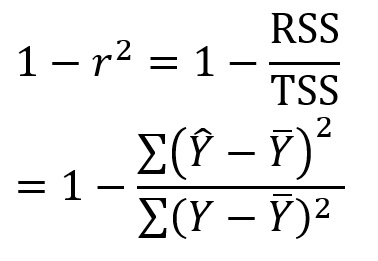 1 − r² = 1 − RSS/TSS
= 1 − ∑(Ŷ − Ȳ)²/∑(Y − Ȳ)²